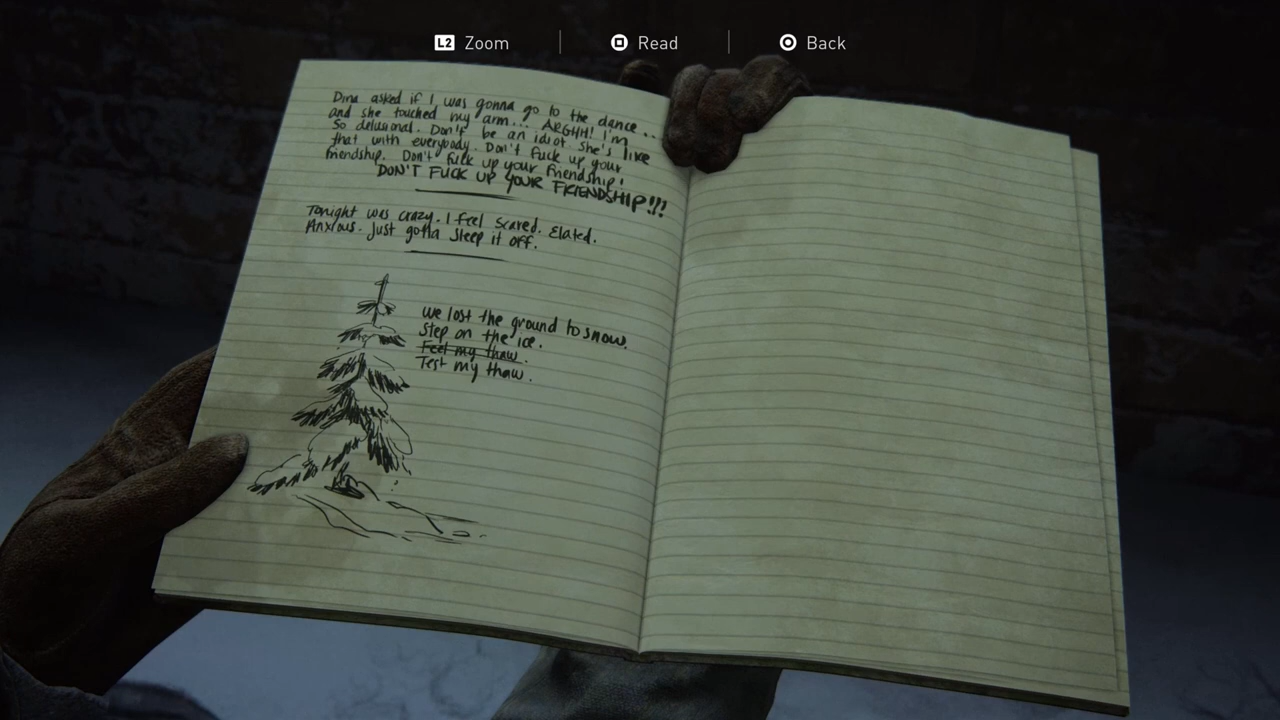 L2 Zoom
Read
Back
Dina asked if I was gonna go to the dance...
and she touched my arm... ARGHH! I'm
so delusional. Don't be an idiot. She's like
that with everybody. Don't fuck up your
friendship. Don't fuck up your friendship!
DON'T FUCK UP YOUR FRIENDSHIP!!!
Tonight was crazy. I feel scared. Elated.
Anxious. Just gotta sleep it off.
We lost the ground to snow.
Step on the ice.
Feel my thaw.
Test my thaw.